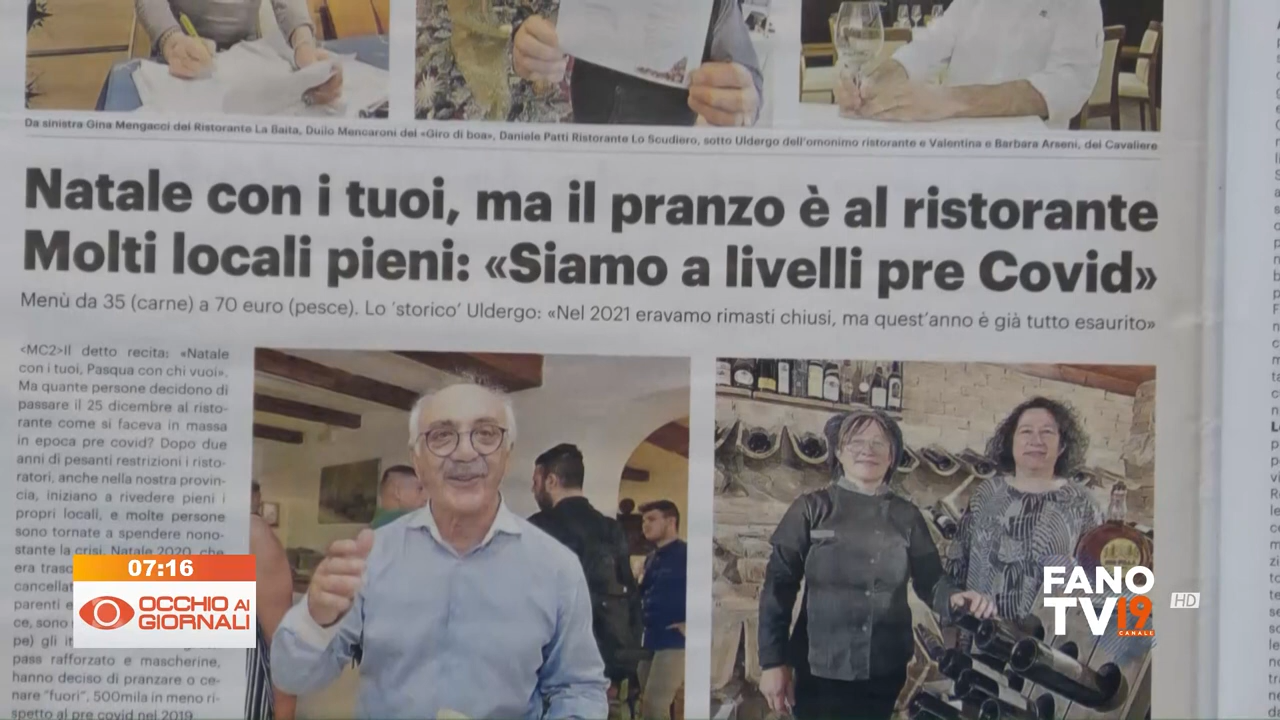 Da sinistra Gina Mengacci del Ristorante La Baita, Duilo Mencaroni del «Giro di boa», Daniele Patti Ristorante Lo Scudiero, sotto Uldergo dell'omonimo ristorante e Valentina e Barbara Arseni, del Cavaliere
Natale con i tuoi, ma il pranzo è al ristorante
Molti locali pieni: «Siamo a livelli pre Covid»
Menù da 35 (carne) a 70 euro (pesce). Lo 'storico' Uldergo: «Nel 2021 eravamo rimasti chiusi, ma quest'anno è già tutto esaurito»
<MC2>Il detto recita: «Natale
con i tuoi, Pasqua con chi vuoi».
Ma quante persone decidono di
passare il 25 dicembre al risto-
rante come si faceva in massa
in epoca pre covid? Dopo due
anni di pesanti restrizioni i risto-
ratori, anche nella nostra provin-
cia, iniziano a rivedere pieni i
propri locali, e molte persone
sono tornate a spendere nono-
stante la crisi. Natale 2020, che
era
cancellat
parenti e
ce, sono
pe) gli
pass rafforzato e mascherine,
hanno deciso di pranzare o ce-
nare "fuori", 500mila in meno ri-
spetto al pre covid nel 2019
07:16
OCCHIO AI
GIORNALI
FANO
TV19
CANALE
HD